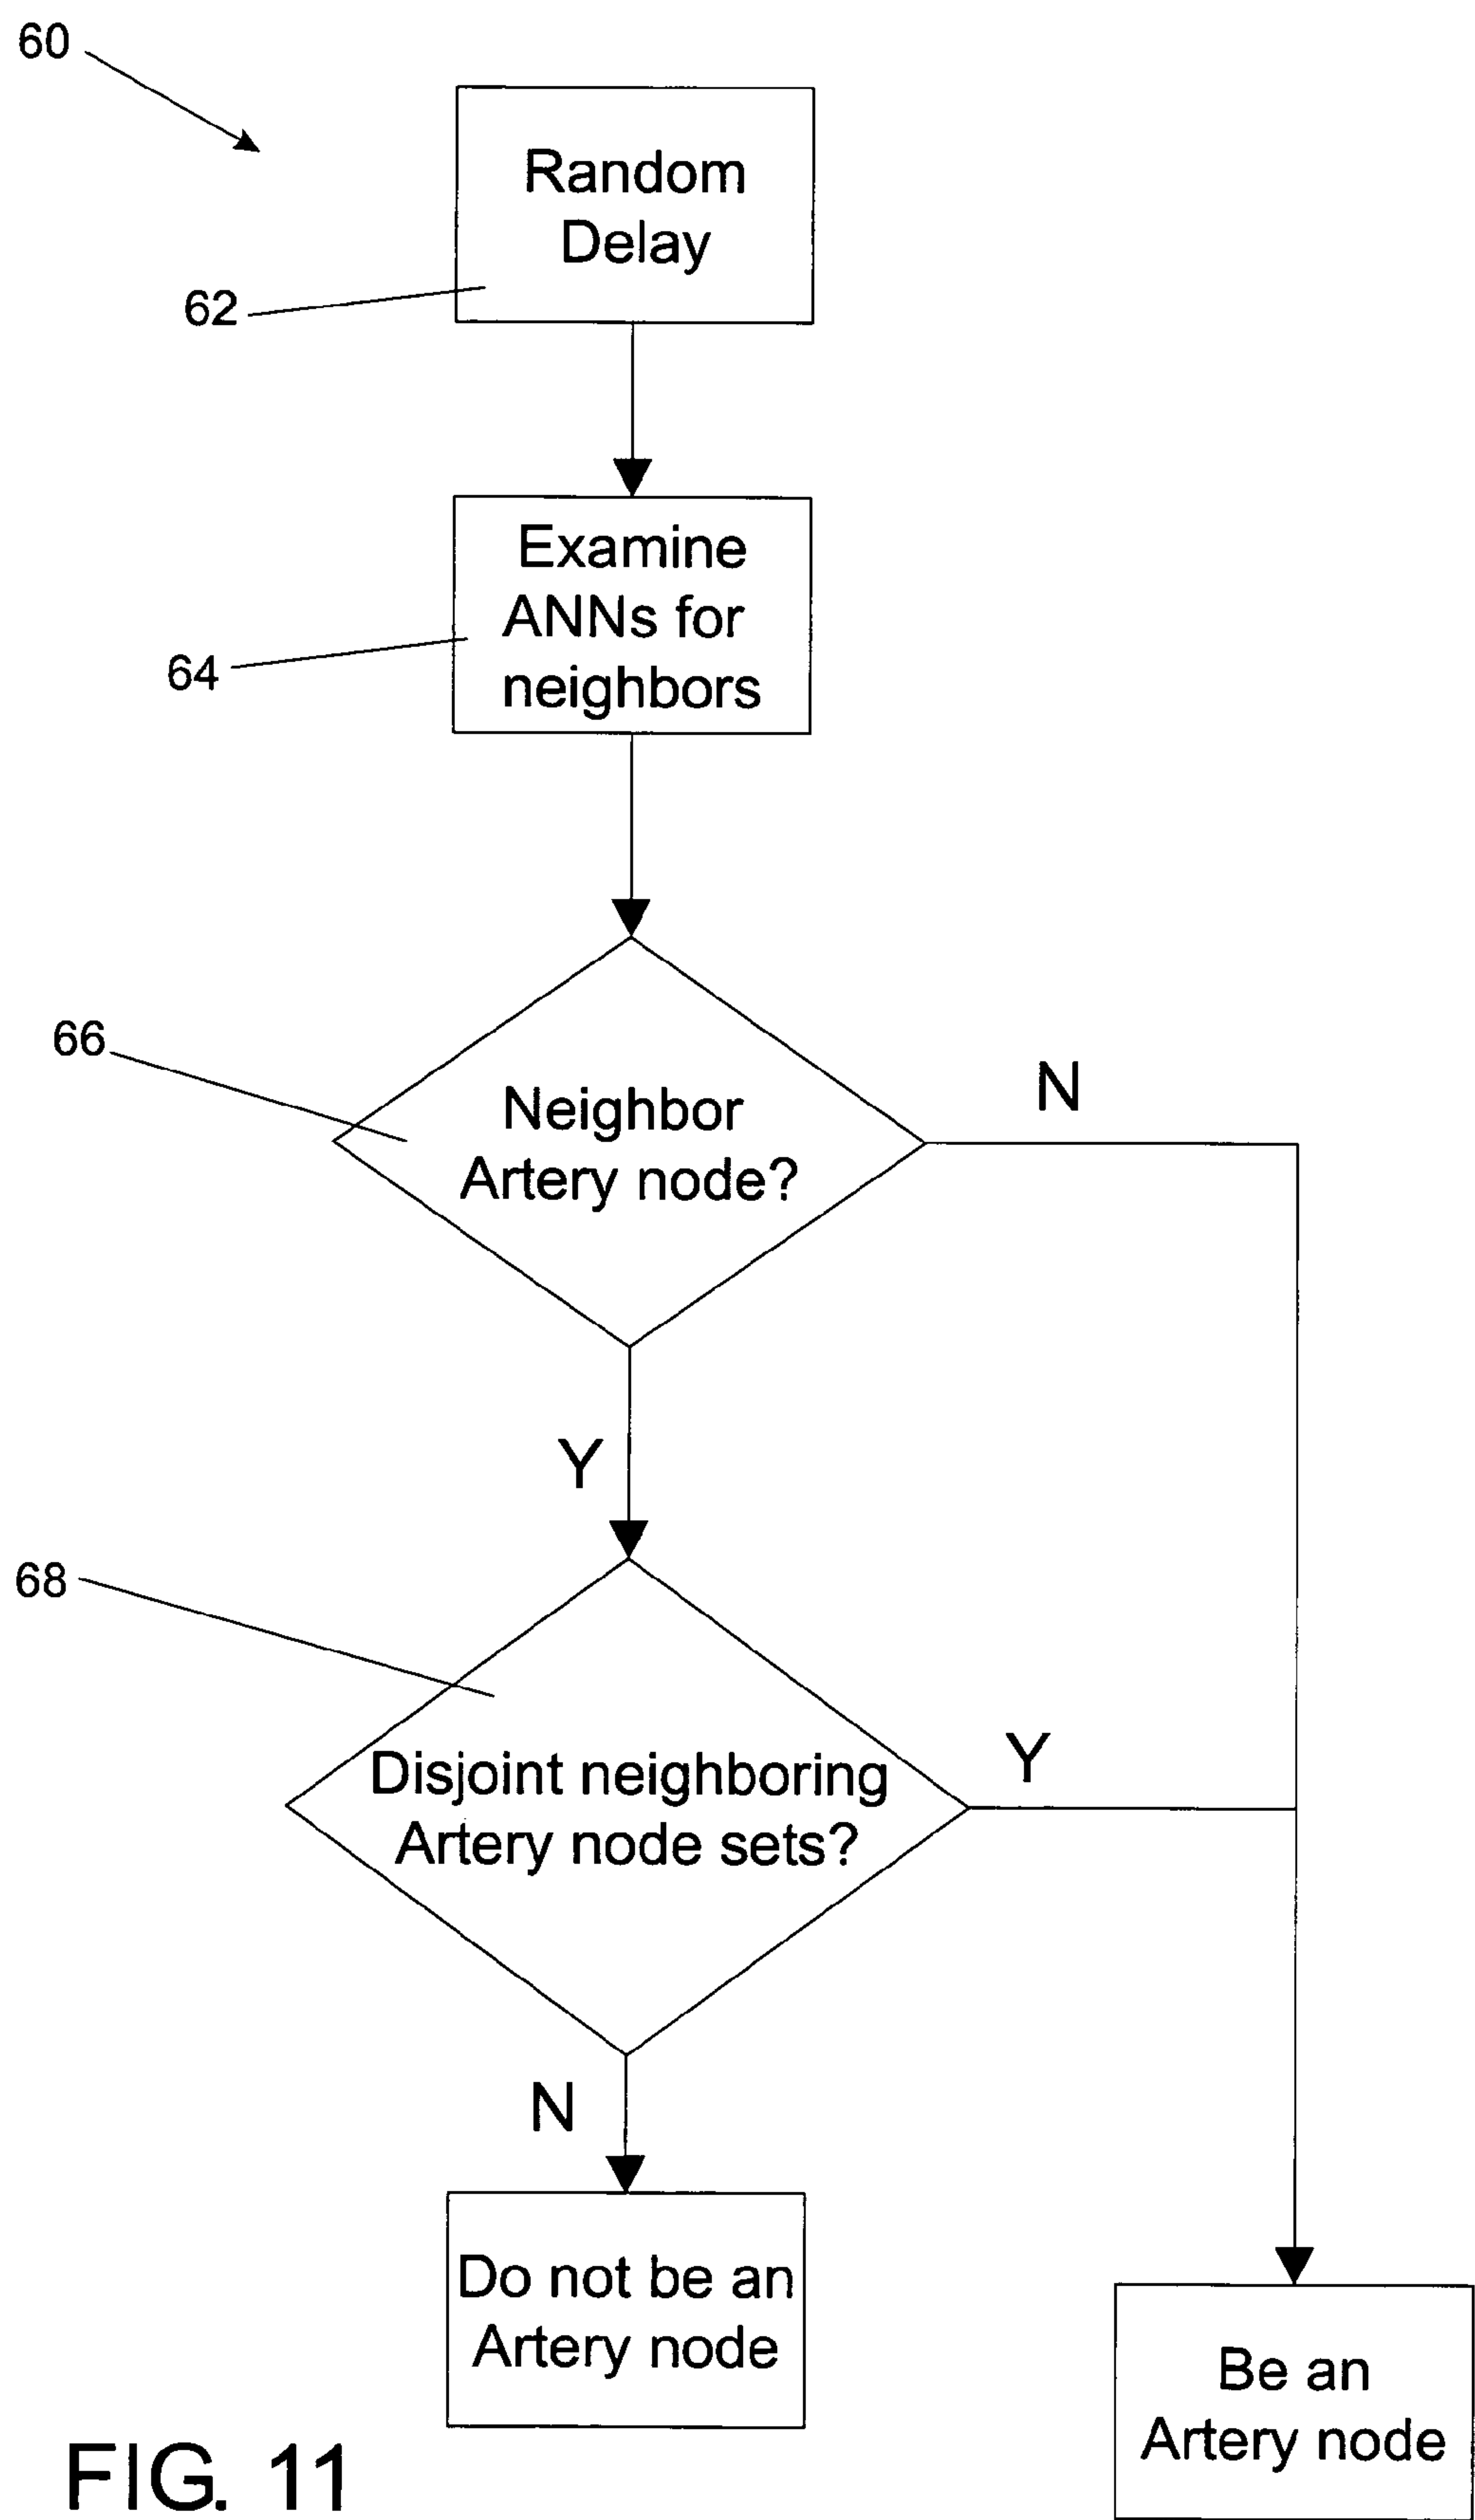 60
Random
Delay
62
Examine
ANNs for
neighbors
64
66
Neighbor
Artery node?
N
Y
68
Disjoint neighboring
Artery node sets?
Y
N
Do not be an
Artery node
Be an
Artery node
FIG. 11